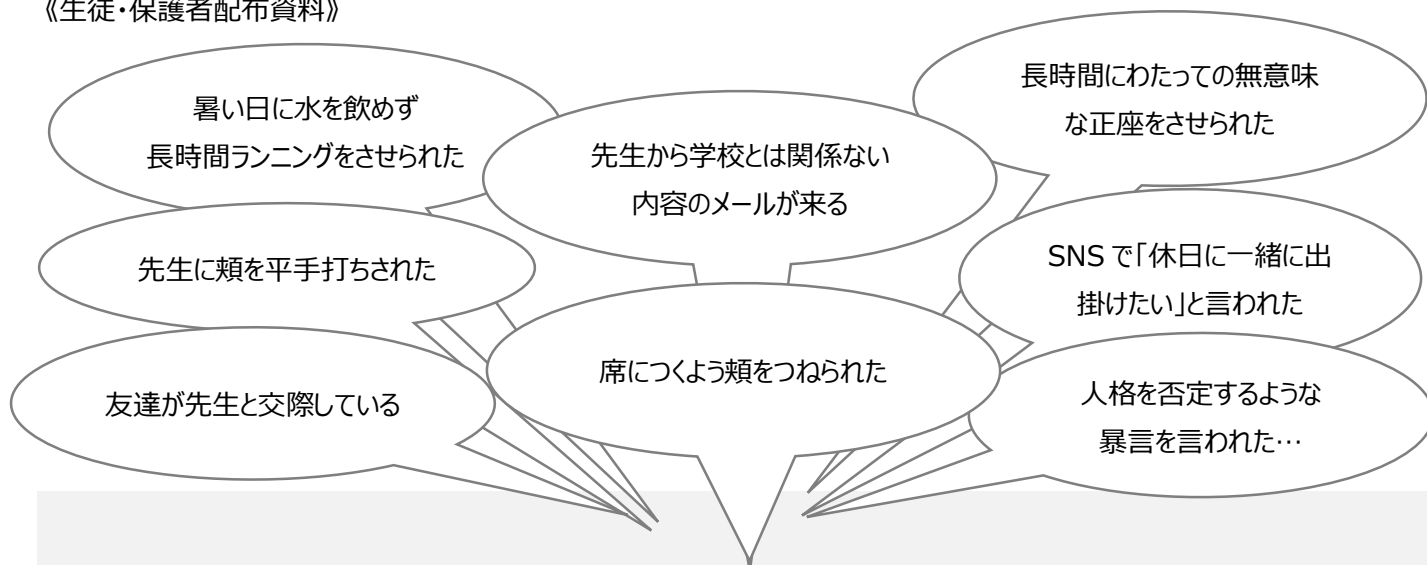 《生徒・保護者配布資料》
暑い日に水を飲めず
長時間ランニングをさせられた
先生から学校とは関係ない
内容のメールが来る
長時間にわたっての無意味
な正座をさせられた
先生に頬を平手打ちされた
SNS で「休日に一緒に出
掛けたい」と言われた
席につくよう頬をつねられた
友達が先生と交際している
人格を否定するような
暴言を言われた…